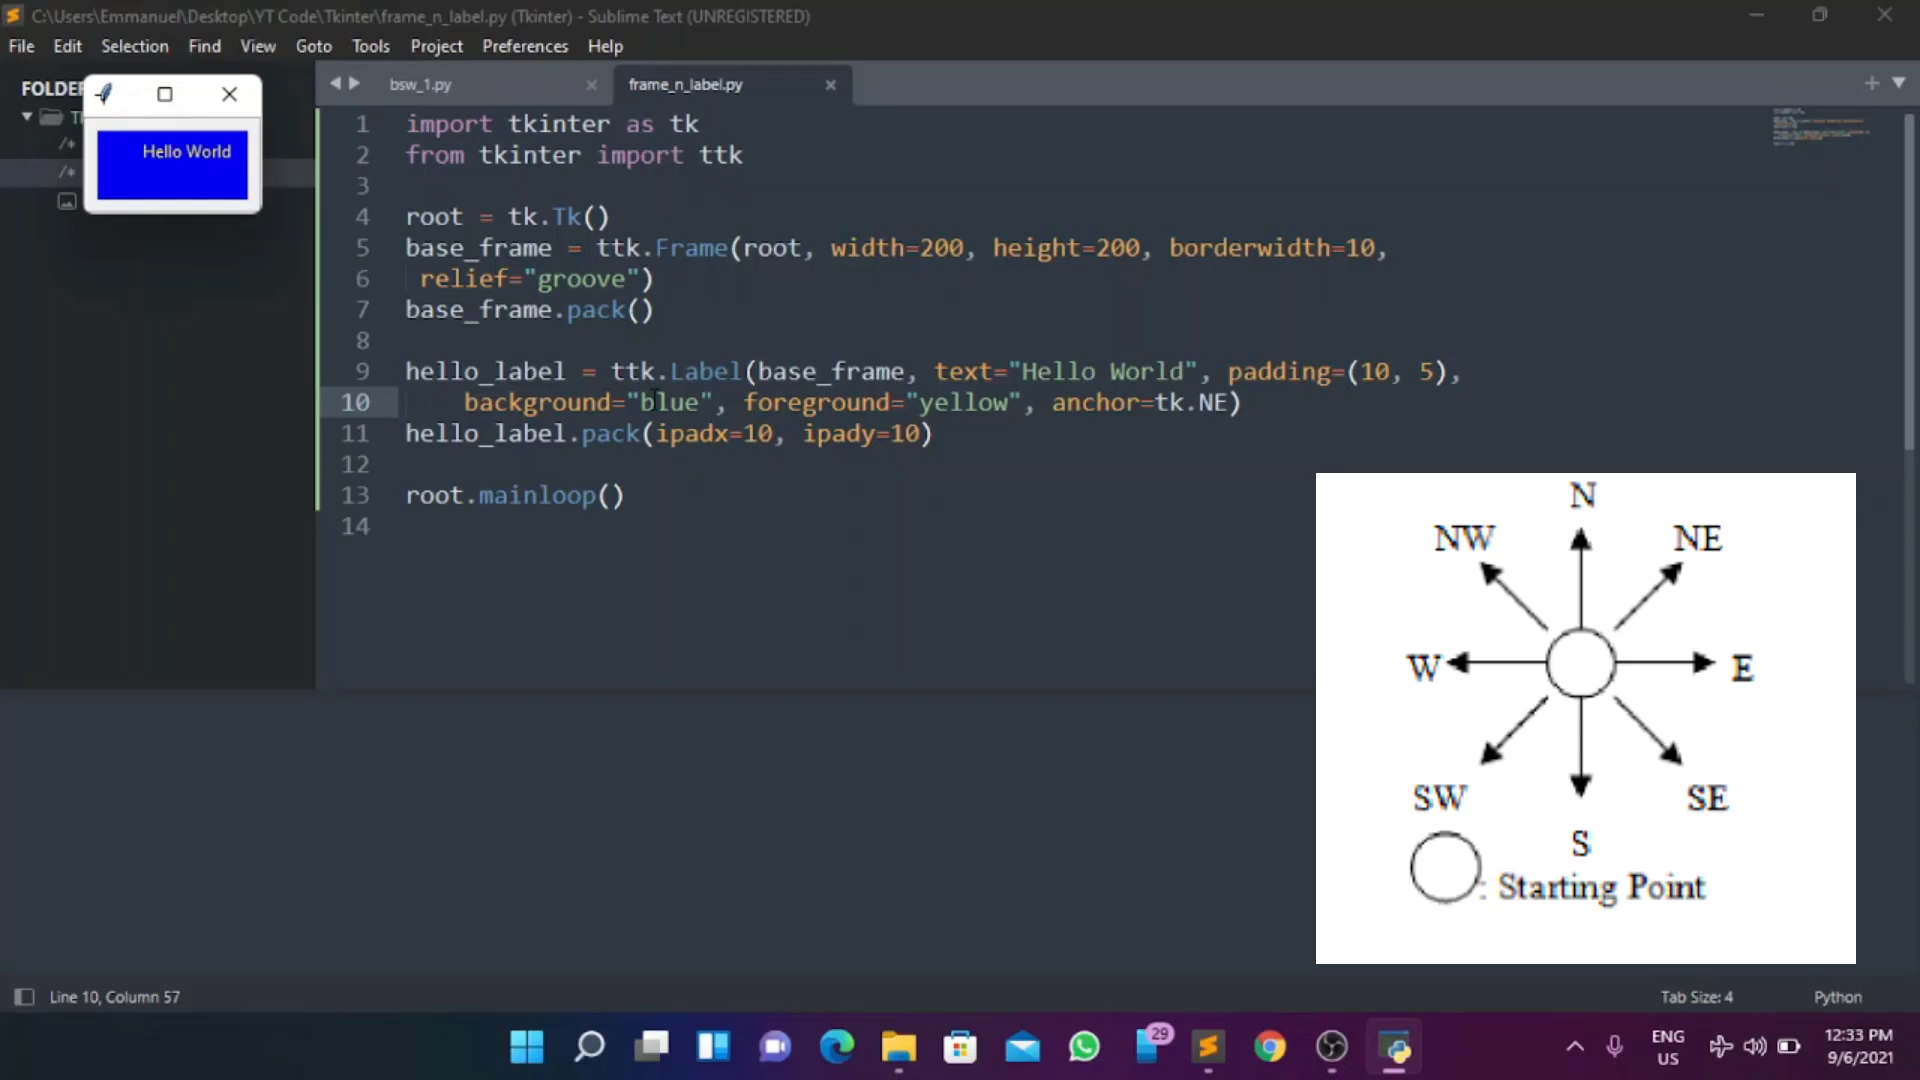 C:\Users\Emmanuel\Desktop\YT Code\Tkinter\frame_n_label.py (Tkinter) - Sublime Text (UNREGISTERED)
File Edit Selection Find View Goto Tools Project Preferences Help
bsw_1.py frame_n_label.py
/*
/*
Hello World
1 import tkinter as tk
2 from tkinter import ttk
3
4 root = tk.Tk()
5 base_frame = ttk.Frame(root, width=200, height=200, borderwidth=10,
6 relief="groove")
7 base_frame.pack()
8
9 hello_label = ttk.Label(base_frame, text="Hello World", padding=(10, 5),
10 background="blue", foreground="yellow", anchor=tk.NE)
11 hello_label.pack(ipadx=10, ipady=10)
12
13 root.mainloop()
14
N
NW NE
W E
SW SE
S
: Starting Point
Line 10, Column 57 Tab Size: 4 Python
29
ENG
US
12:33 PM
9/6/2021